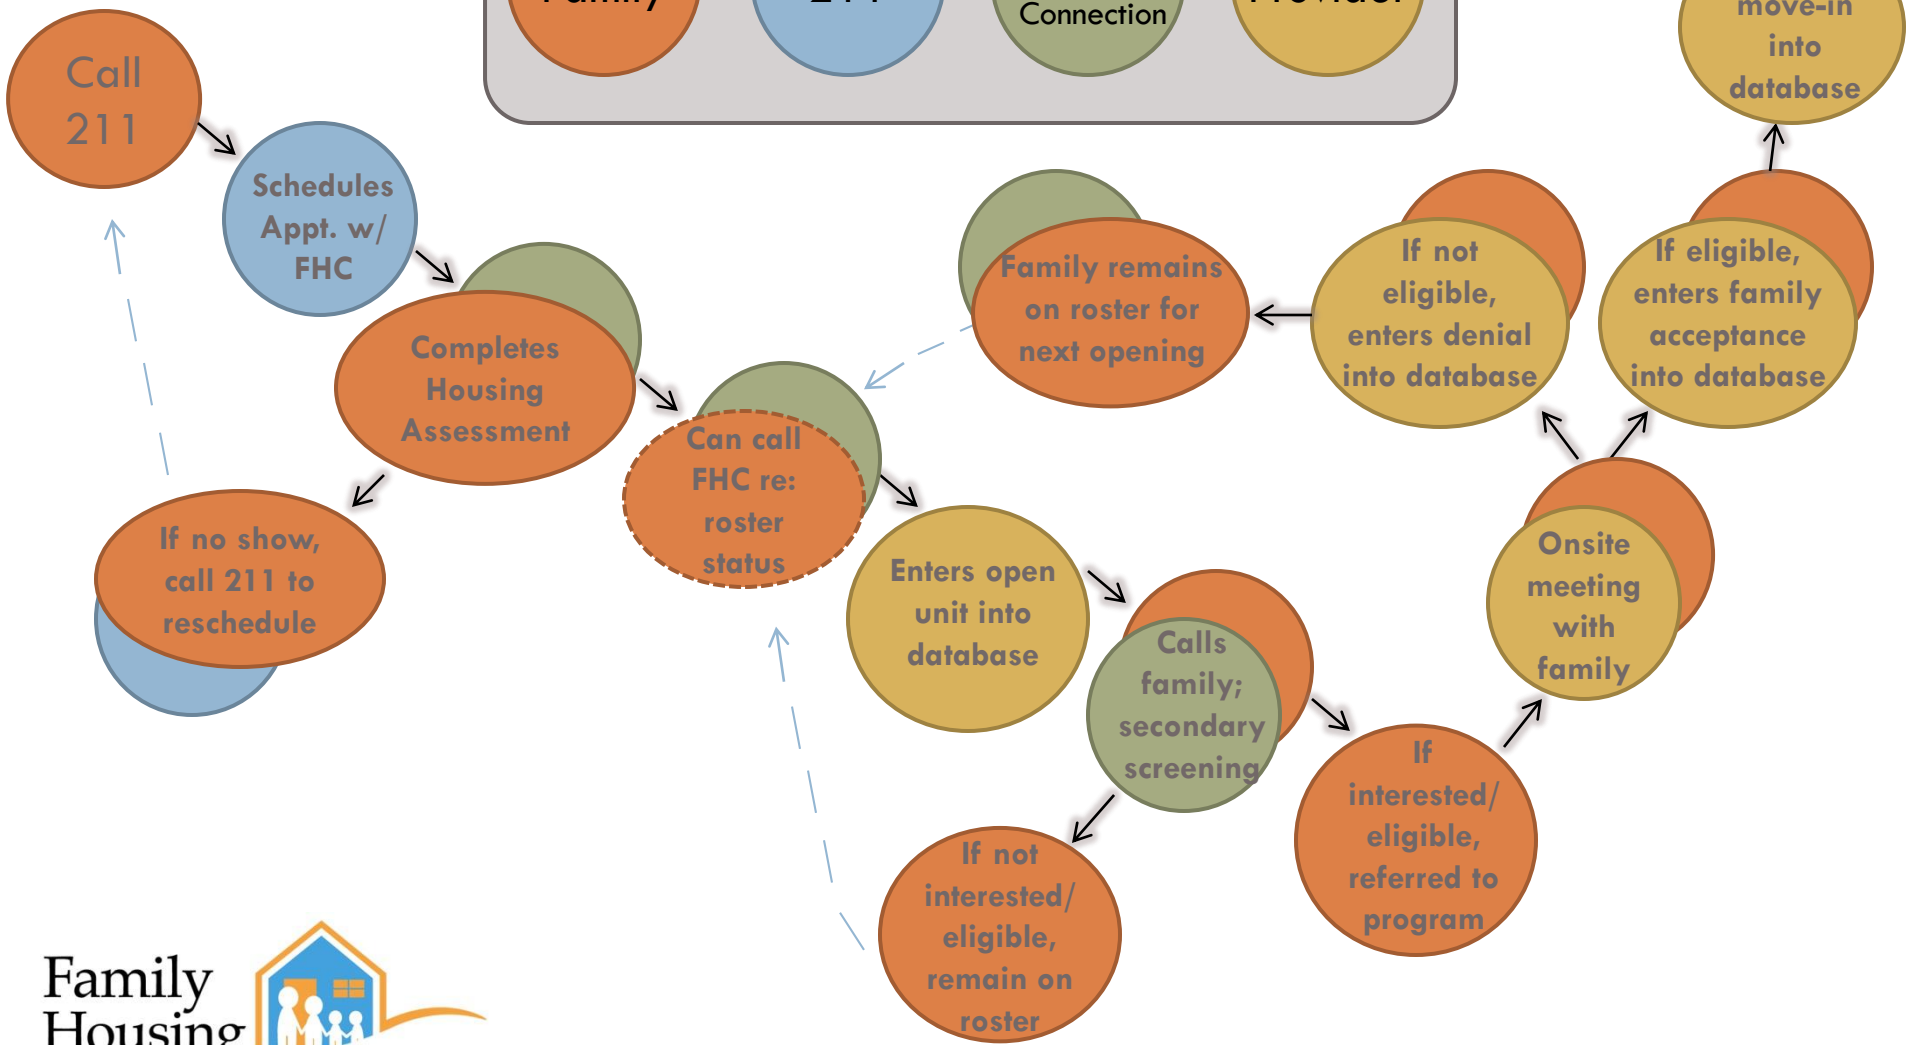 Connection
move-in
into
database
Call
211
Schedules
Appt. w/
FHC
Completes
Housing
Assessment
If no show,
call 211 to
reschedule
Can call
FHC re:
roster
status
Family remains
on roster for
next opening
If not
eligible,
enters denial
into database
If eligible,
enters family
acceptance
into database
Enters open
unit into
database
Calls
family;
secondary
screening
If not
interested/
eligible,
remain on
roster
If
interested/
eligible,
referred to
program
Onsite
meeting
with
family
Family
Housing